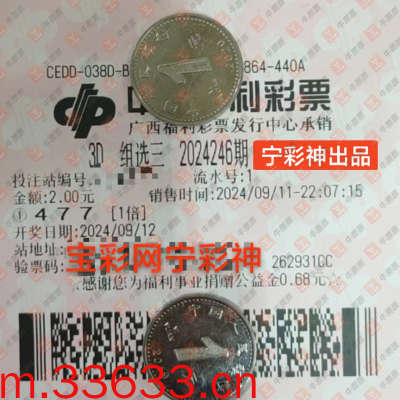 CEDD-038D-B 864-440A
中 利彩票
广西福利彩票发行中心承销
3D 组选三 2024246期 宁彩神出品
投注站编号: 流水号:1
金额:2.00元 销售时间:2024/09/11-22:07:15
① 4 7 7 [1倍]
开奖日期:2024/09/12
站地址:
宝彩网宁彩神
验票码: 262931CC
感谢您为福利事业捐赠公益金0.68元
m.33633.cn